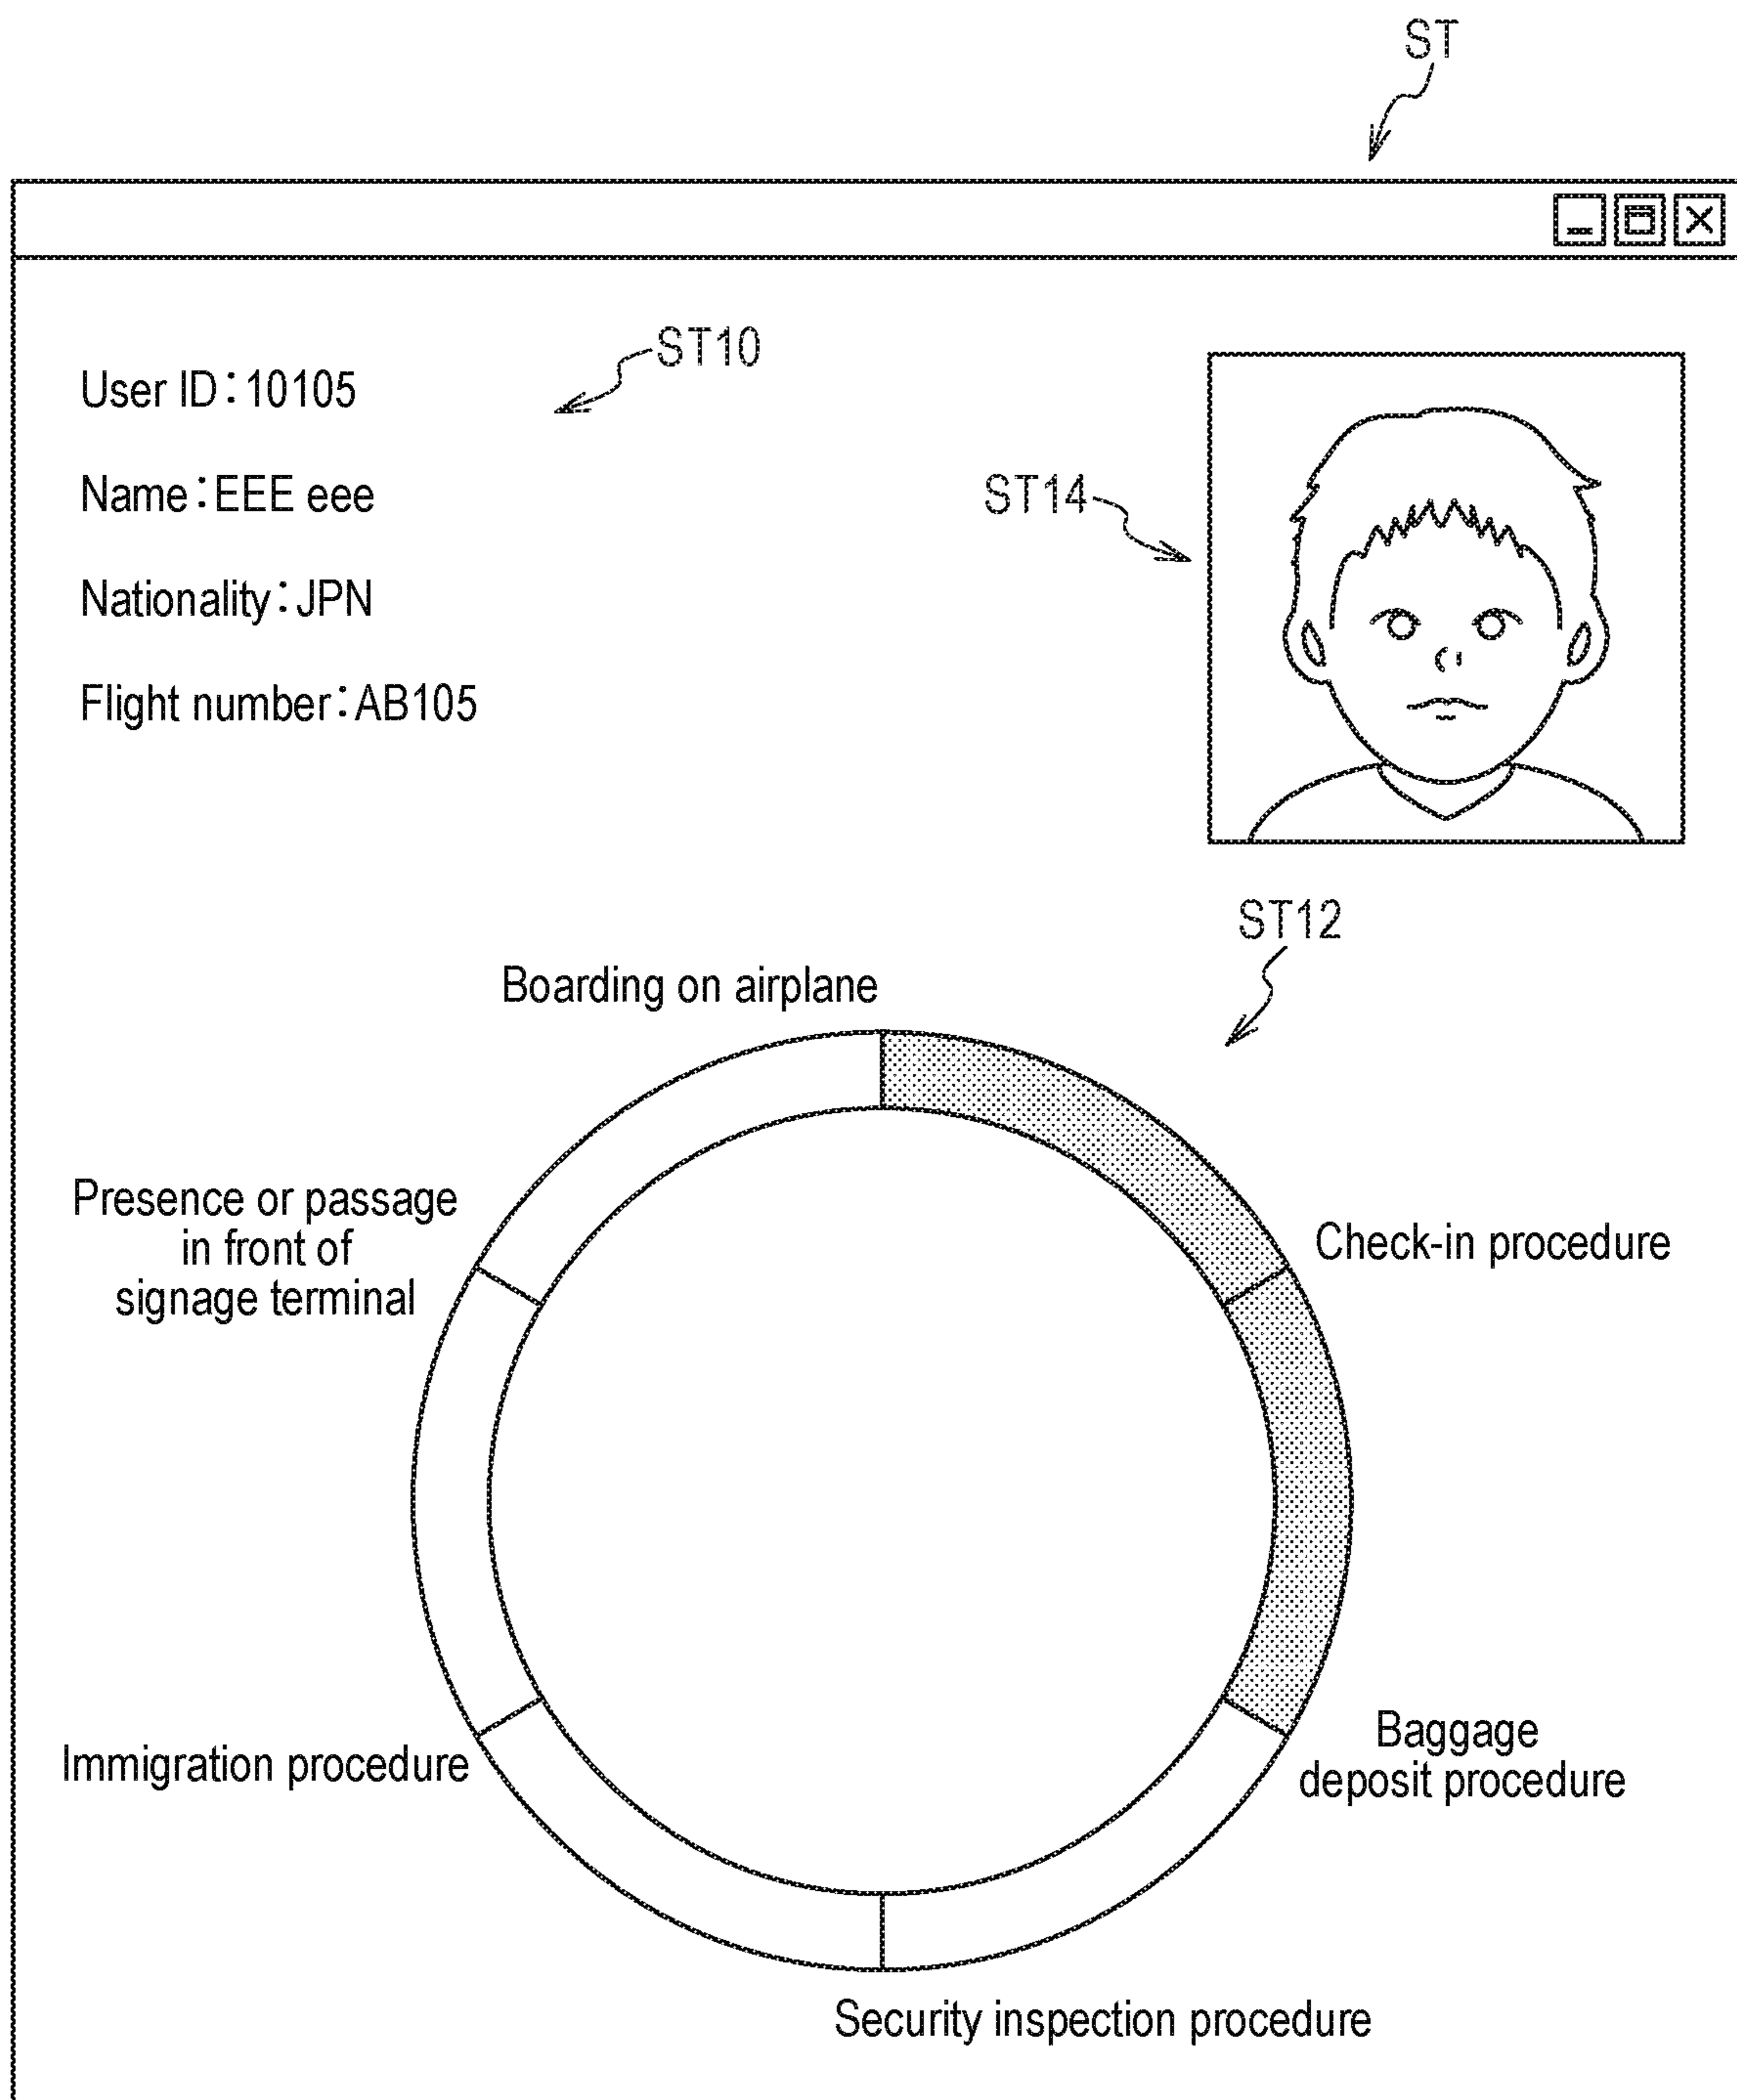 ST
ST10
User ID:10105
Name:EEE eee
ST14
Nationality:JPN
Flight number:AB105
ST12
Boarding on airplane
Presence or passage
in front of
signage terminal
Check-in procedure
Immigration procedure
Baggage
deposit procedure
Security inspection procedure